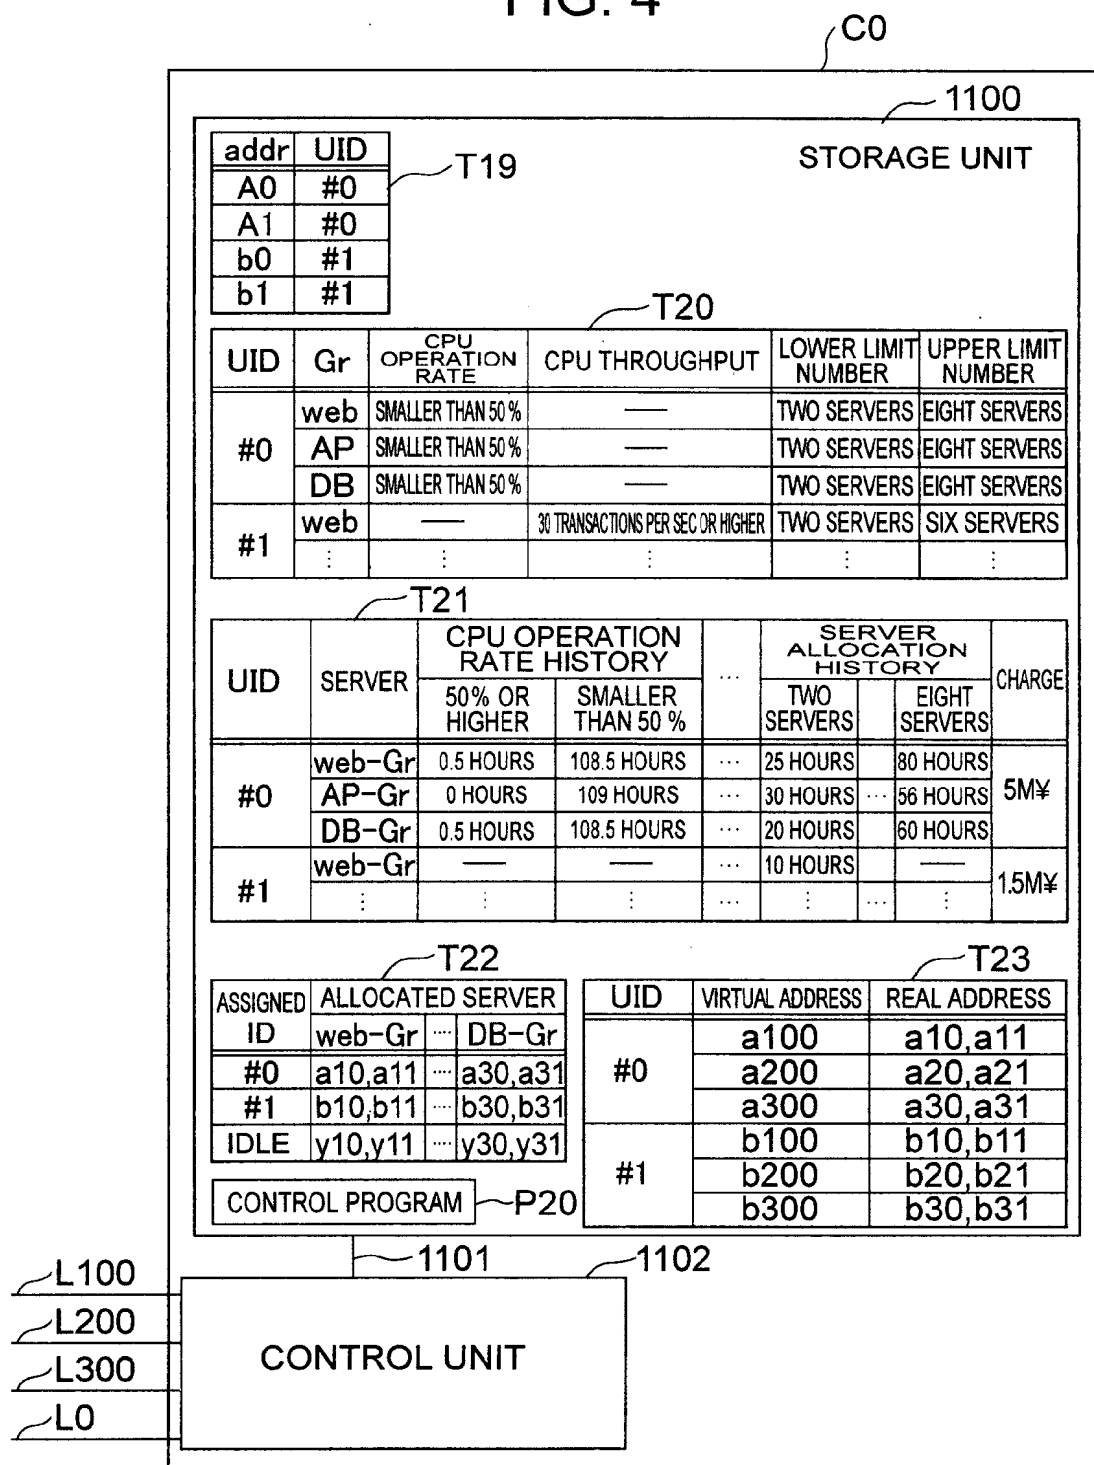 FIG. 4
C0
1100
STORAGE UNIT
addr UID
T19
A0 #0
A1 #0
b0 #1
b1 #1
T20
UID Gr CPU OPERATION RATE CPU THROUGHPUT LOWER LIMIT NUMBER UPPER LIMIT NUMBER
#0 web SMALLER THAN 50 % — TWO SERVERS EIGHT SERVERS
AP SMALLER THAN 50 % — TWO SERVERS EIGHT SERVERS
DB SMALLER THAN 50 % — TWO SERVERS EIGHT SERVERS
#1 web — 30 TRANSACTIONS PER SEC OR HIGHER TWO SERVERS SIX SERVERS
⋮ ⋮ ⋮ ⋮ ⋮
T21
UID SERVER CPU OPERATION RATE HISTORY ... SERVER ALLOCATION HISTORY CHARGE
50% OR HIGHER SMALLER THAN 50 % TWO SERVERS EIGHT SERVERS
#0 web-Gr 0.5 HOURS 108.5 HOURS ... 25 HOURS 80 HOURS 5M¥
AP-Gr 0 HOURS 109 HOURS ... 30 HOURS ... 56 HOURS
DB-Gr 0.5 HOURS 108.5 HOURS ... 20 HOURS 60 HOURS
#1 web-Gr — — ... 10 HOURS — 1.5M¥
⋮ ⋮ ⋮ ... ⋮ ... ⋮
T22
ASSIGNED ID ALLOCATED SERVER
web-Gr .... DB-Gr
#0 a10,a11 .... a30,a31
#1 b10,b11 .... b30,b31
IDLE y10,y11 .... y30,y31
T23
UID VIRTUAL ADDRESS REAL ADDRESS
#0 a100 a10,a11
a200 a20,a21
a300 a30,a31
#1 b100 b10,b11
b200 b20,b21
b300 b30,b31
CONTROL PROGRAM P20
1101
1102
L100
L200
L300
L0
CONTROL UNIT